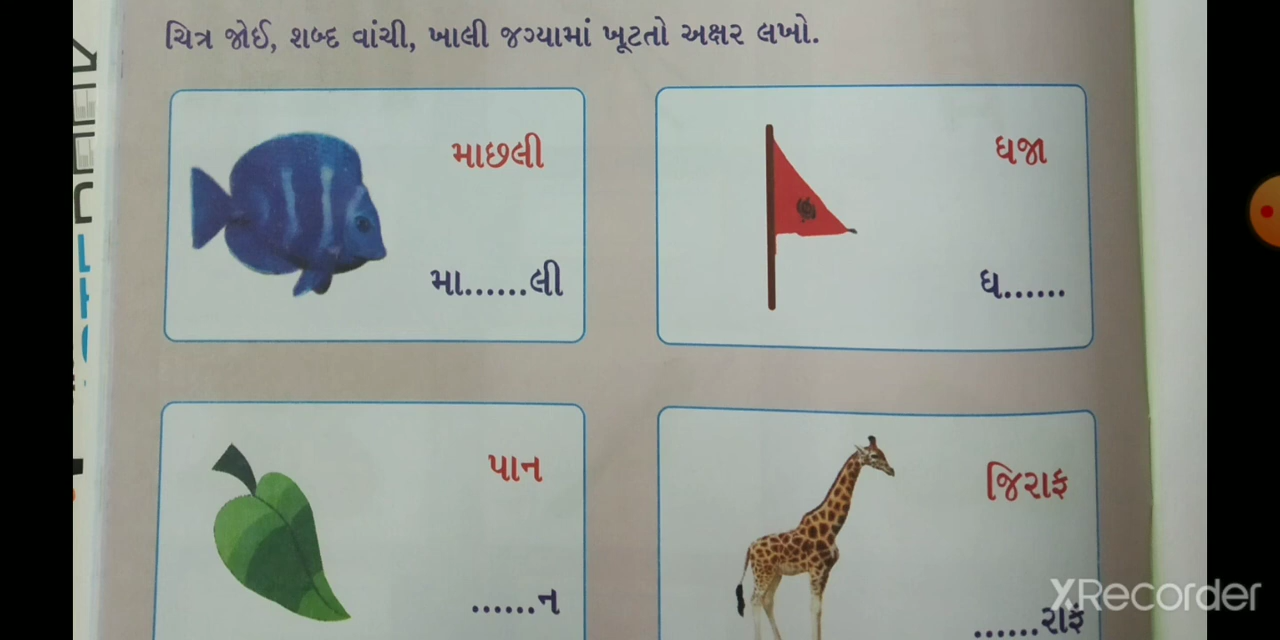 ચિત્ર જોઈ, શબ્દ વાંચી, ખાલી જગ્યામાં ખૂટતો અક્ષર લખો.
માછલી
મા......લી
ધજા
ધ......
પાન
......ન
જિરાફ
......રાફ
XRecorder